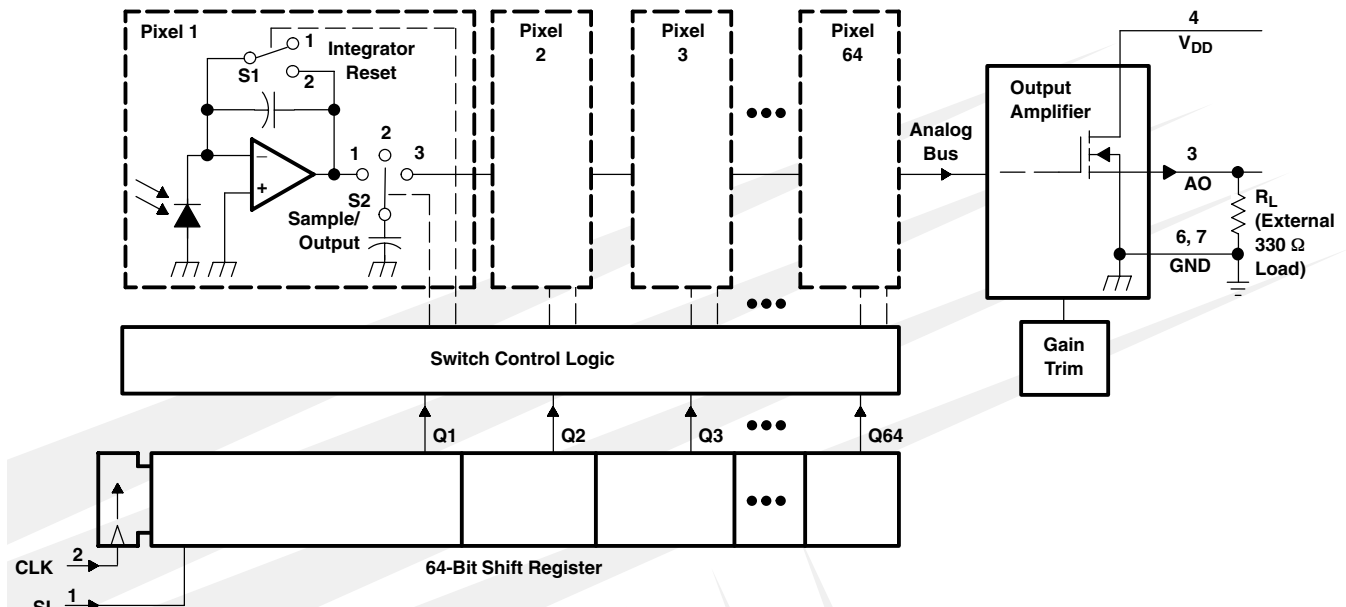 Pixel 1
1
Integrator
Reset
S1
2
1
2
3
S2
Sample/
Output
−
+
Pixel
2
Pixel
3
Pixel
64
Analog
Bus
Output
Amplifier
4
VDD
3
AO
RL
(External
330 Ω
Load)
6, 7
GND
Gain
Trim
Switch Control Logic
Q1
Q2
Q3
Q64
CLK
2
64-Bit Shift Register
SI
1